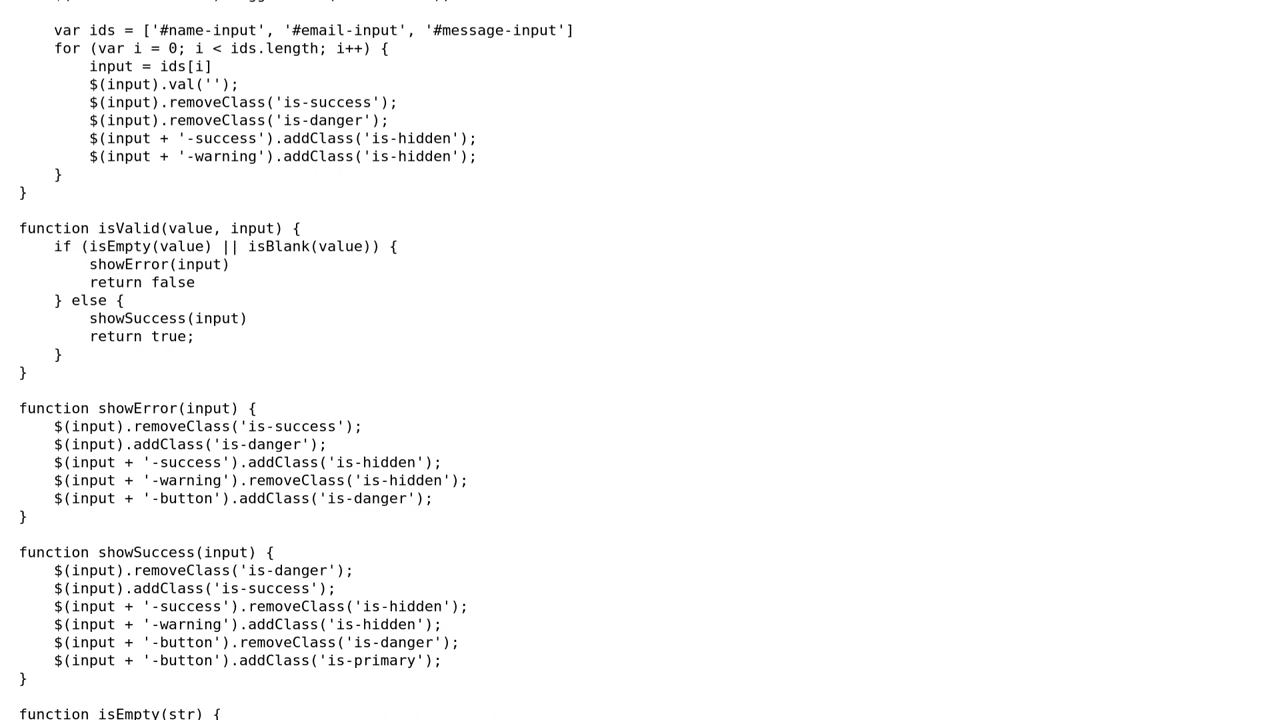 var ids = ['#name-input', '#email-input', '#message-input']
    for (var i = 0; i < ids.length; i++) {
        input = ids[i]
        $(input).val('');
        $(input).removeClass('is-success');
        $(input).removeClass('is-danger');
        $(input + '-success').addClass('is-hidden');
        $(input + '-warning').addClass('is-hidden');
    }
}

function isValid(value, input) {
    if (isEmpty(value) || isBlank(value)) {
        showError(input)
        return false
    } else {
        showSuccess(input)
        return true;
    }
}

function showError(input) {
    $(input).removeClass('is-success');
    $(input).addClass('is-danger');
    $(input + '-success').addClass('is-hidden');
    $(input + '-warning').removeClass('is-hidden');
    $(input + '-button').addClass('is-danger');
}

function showSuccess(input) {
    $(input).removeClass('is-danger');
    $(input).addClass('is-success');
    $(input + '-success').removeClass('is-hidden');
    $(input + '-warning').addClass('is-hidden');
    $(input + '-button').removeClass('is-danger');
    $(input + '-button').addClass('is-primary');
}

function isEmpty(str) {